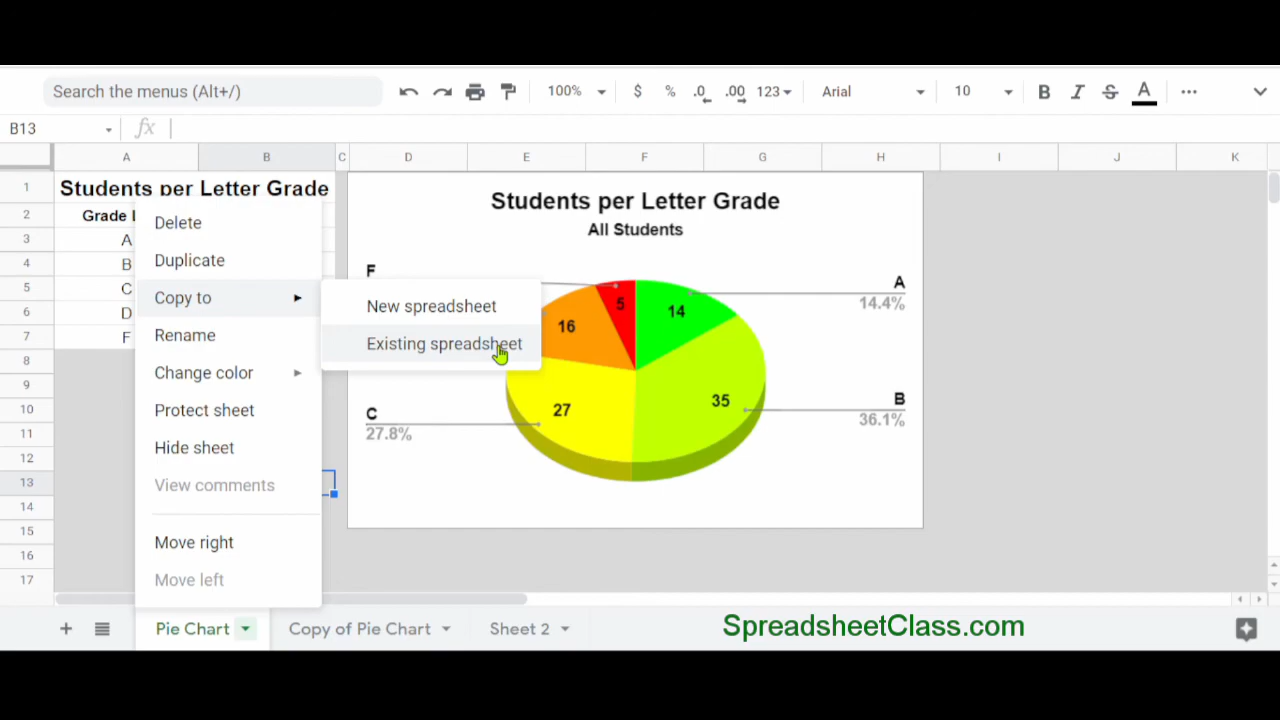 Search the menus (Alt+/)
100%
$ % .0 .00 123
Arial
10
B I S A
B13
fx
A B C D E F G H I J K
1 Students per Letter Grade
2 Grade L
3 A
4 B
5 C
6 D
7 F
8
9
10
11
12
13
14
15
16
17
Delete
Duplicate
Copy to
Rename
Change color
Protect sheet
Hide sheet
View comments
Move right
Move left
New spreadsheet
Existing spreadsheet
Students per Letter Grade
All Students
F
A
14.4%
5
14
16
35
27
B
36.1%
C
27.8%
Pie Chart
Copy of Pie Chart
Sheet 2
SpreadsheetClass.com